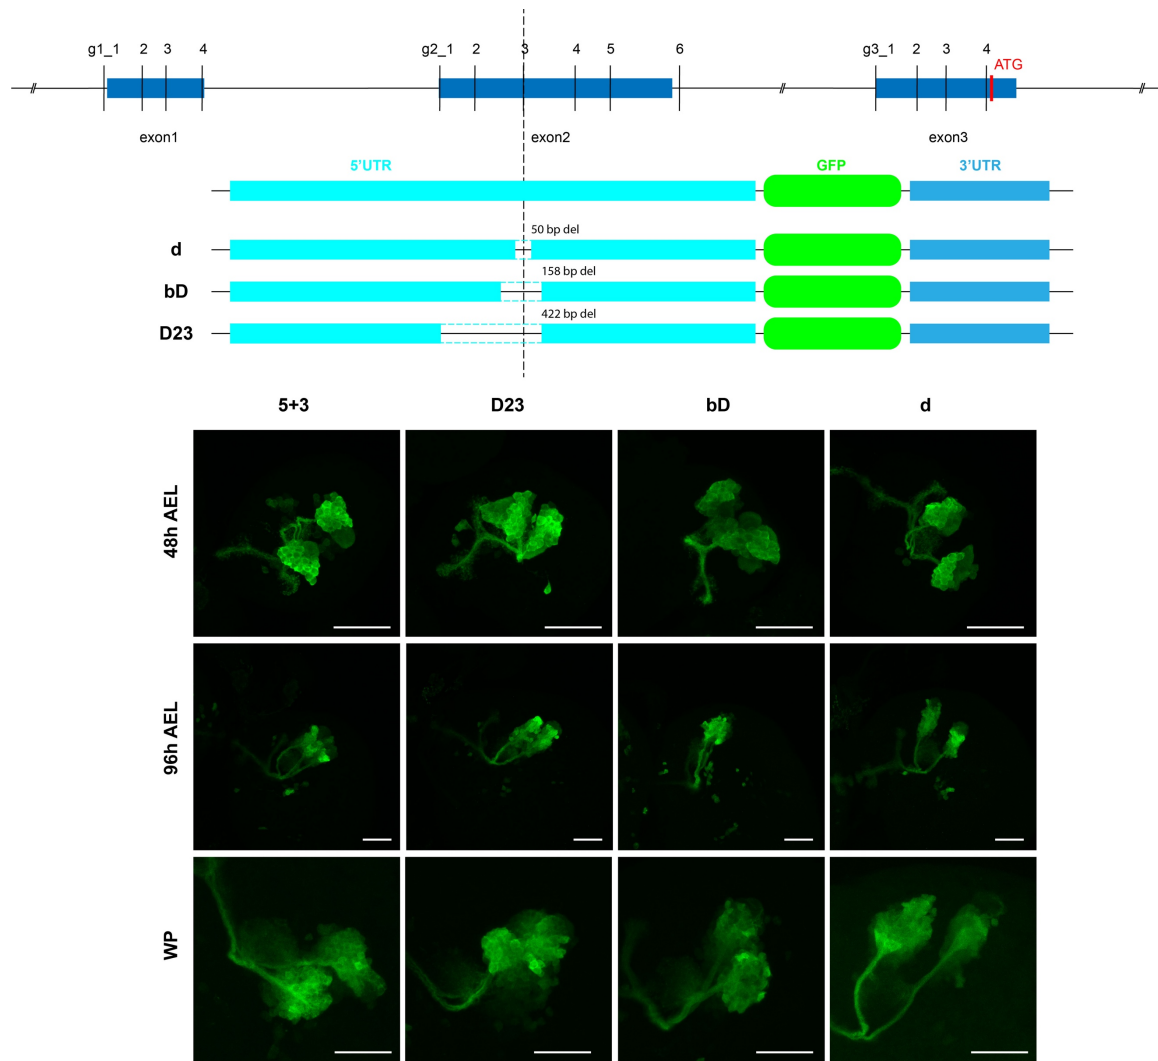 g1_1 2 3 4 g2_1 2 3 4 5 6 g3_1 2 3 4
ATG
exon1 exon2 exon3
5'UTR GFP 3'UTR
50 bp del
d
158 bp del
bD
422 bp del
D23
5+3 D23 bD d
48h AEL
96h AEL
WP